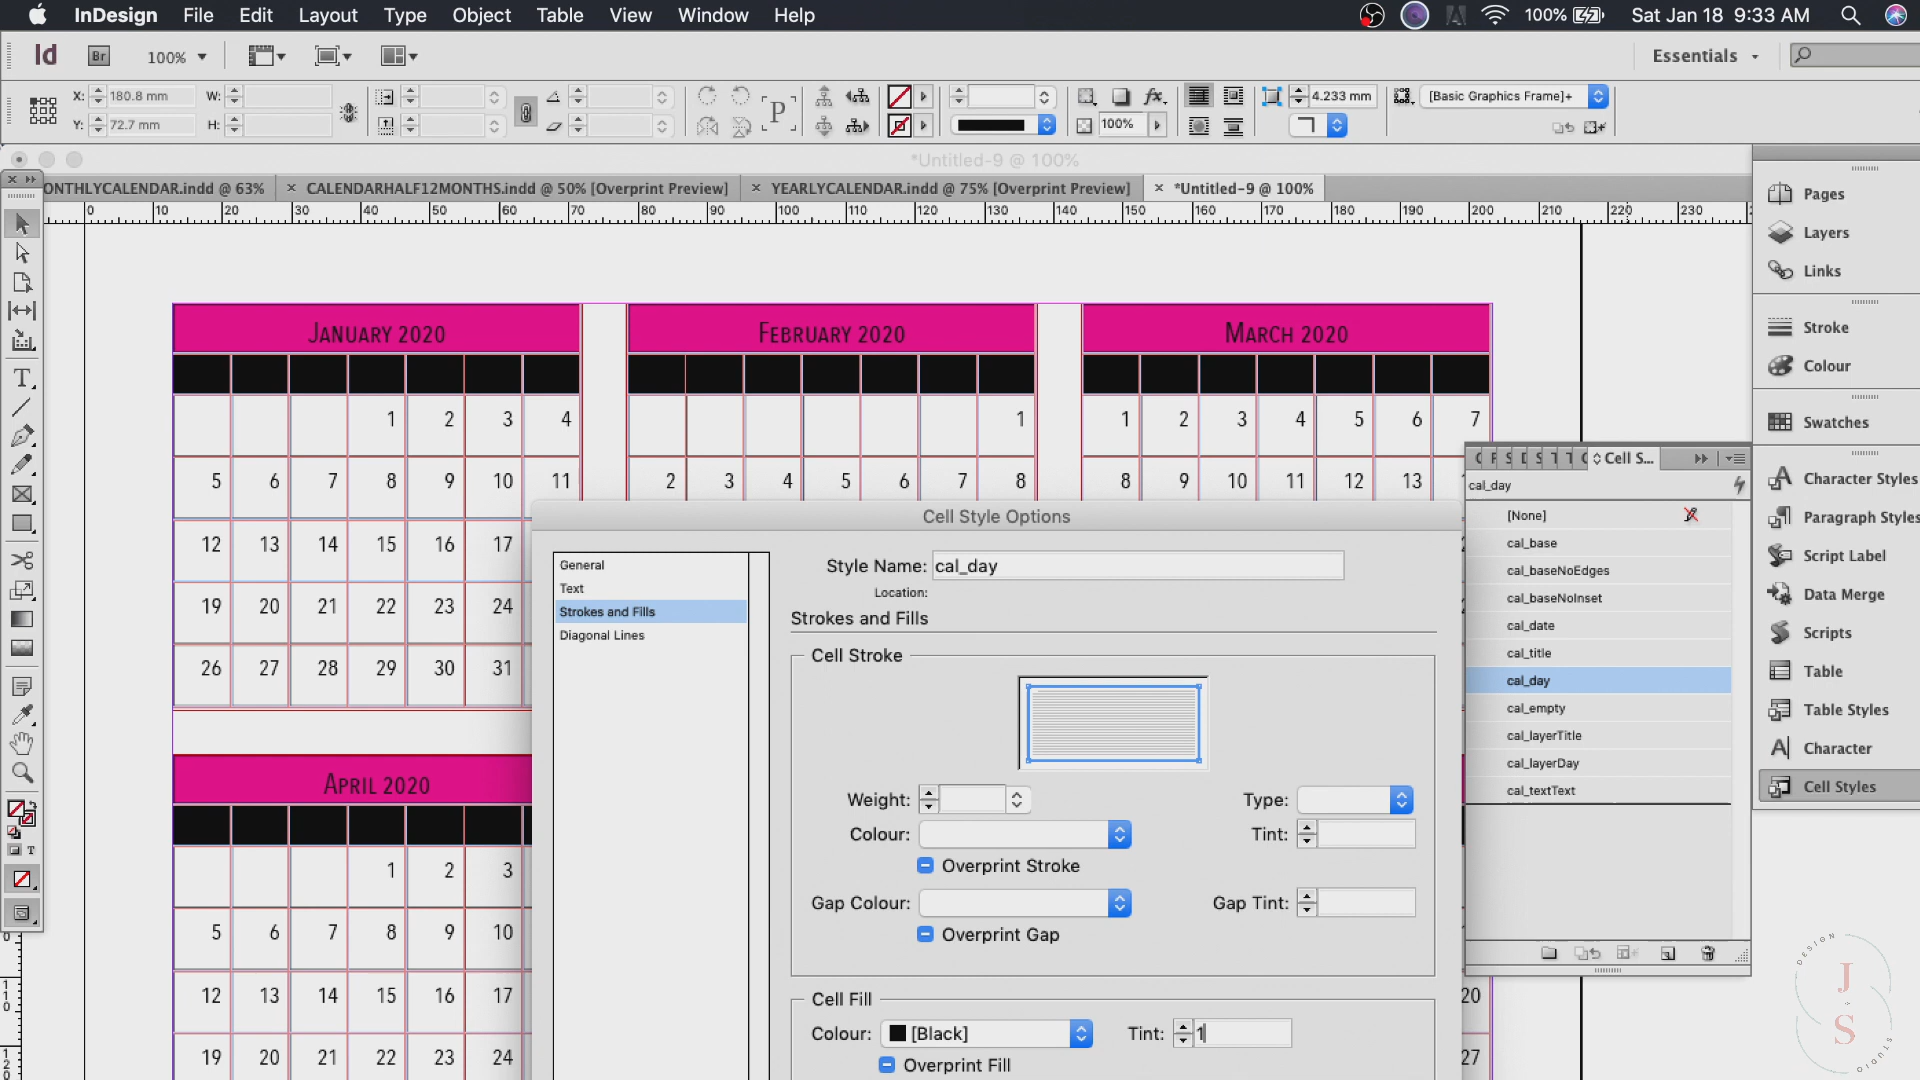 InDesign File Edit Layout Type Object Table View Window Help 100% Sat Jan 18 9:33 AM
Id Br 100% Essentials
X: 180.8 mm W: P 4.233 mm [Basic Graphics Frame]+
Y: 72.7 mm H: 100%
*Untitled-9 @ 100%
ONTHLYCALENDAR.indd @ 63% × CALENDARHALF12MONTHS.indd @ 50% [Overprint Preview] × YEARLYCALENDAR.indd @ 75% [Overprint Preview] × *Untitled-9 @ 100%
0 10 20 30 40 50 60 70 80 90 100 110 120 130 140 150 160 170 180 190 200 210 220 230
Pages
Layers
Links
Stroke
Colour
Swatches
Character Styles
Paragraph Styles
Script Label
Data Merge
Scripts
Table
Table Styles
Character
Cell Styles
January 2020
1 2 3 4
5 6 7 8 9 10 11
12 13 14 15 16 17
19 20 21 22 23 24
26 27 28 29 30 31
February 2020
1
2 3 4 5 6 7 8
March 2020
1 2 3 4 5 6 7
8 9 10 11 12 13
April 2020
1 2 3
5 6 7 8 9 10
12 13 14 15 16 17
19 20 21 22 23 24
20
27
Cell Style Options
General
Text
Strokes and Fills
Diagonal Lines
Style Name: cal_day
Location:
Strokes and Fills
Cell Stroke
Weight: Type:
Colour: Tint:
Overprint Stroke
Gap Colour: Gap Tint:
Overprint Gap
Cell Fill
Colour: [Black] Tint: 1
Overprint Fill
Cell S...
cal_day
[None]
cal_base
cal_baseNoEdges
cal_baseNoInset
cal_date
cal_title
cal_day
cal_empty
cal_layerTitle
cal_layerDay
cal_textText
DESIGN
J
+
S
STUDIO